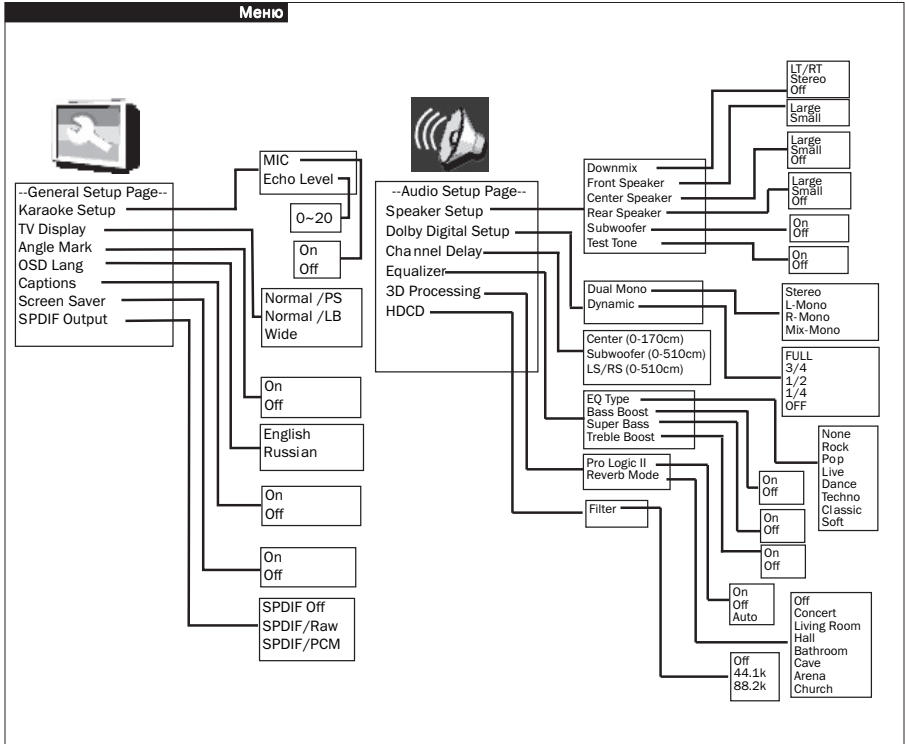 Меню
--General Setup Page--
Karaoke Setup
TV Display
Angle Mark
OSD Lang
Captions
Screen Saver
SPDIF Output
MIC
Echo Level
0~20
On
Off
Normal /PS
Normal /LB
Wide
On
Off
English
Russian
On
Off
On
Off
SPDIF Off
SPDIF/Raw
SPDIF/PCM
--Audio Setup Page--
Speaker Setup
Dolby Digital Setup
Channel Delay
Equalizer
3D Processing
HDCD
Downmix
Front Speaker
Center Speaker
Rear Speaker
Subwoofer
Test Tone
LT/RT
Stereo
Off
Large
Small
Large
Small
Off
Large
Small
Off
On
Off
On
Off
Dual Mono
Dynamic
Stereo
L-Mono
R-Mono
Mix-Mono
FULL
3/4
1/2
1/4
OFF
Center (0-170cm)
Subwoofer (0-510cm)
LS/RS (0-510cm)
EQ Type
Bass Boost
Super Bass
Treble Boost
None
Rock
Pop
Live
Dance
Techno
Classic
Soft
On
Off
On
Off
On
Off
Pro Logic II
Reverb Mode
On
Off
Auto
Off
Concert
Living Room
Hall
Bathroom
Cave
Arena
Church
Filter
Off
44.1k
88.2k